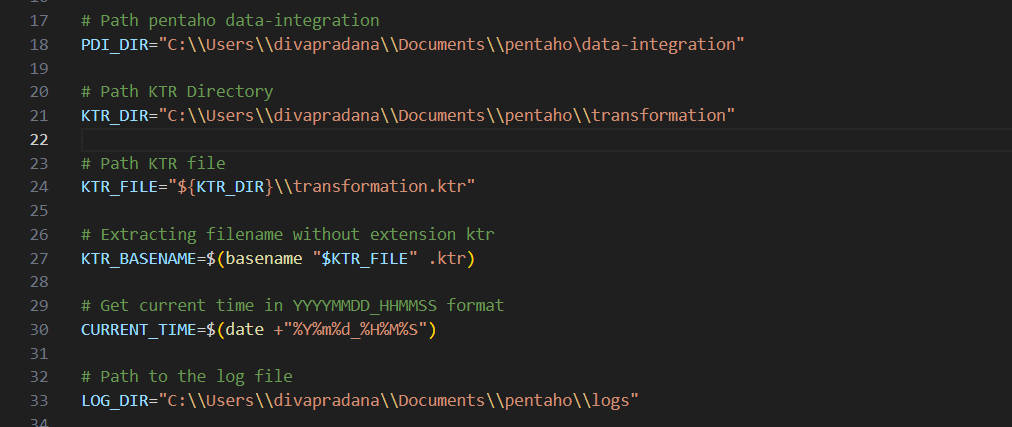 17 # Path pentaho data-integration
18 PDI_DIR="C:\\Users\\divapradana\\Documents\\pentaho\data-integration"
19
20 # Path KTR Directory
21 KTR_DIR="C:\\Users\\divapradana\\Documents\\pentaho\\transformation"
22
23 # Path KTR file
24 KTR_FILE="${KTR_DIR}\\transformation.ktr"
25
26 # Extracting filename without extension ktr
27 KTR_BASENAME=$(basename "$KTR_FILE" .ktr)
28
29 # Get current time in YYYYMMDD_HHMMSS format
30 CURRENT_TIME=$(date +"%Y%m%d_%H%M%S")
31
32 # Path to the log file
33 LOG_DIR="C:\\Users\\divapradana\\Documents\\pentaho\\logs"
34